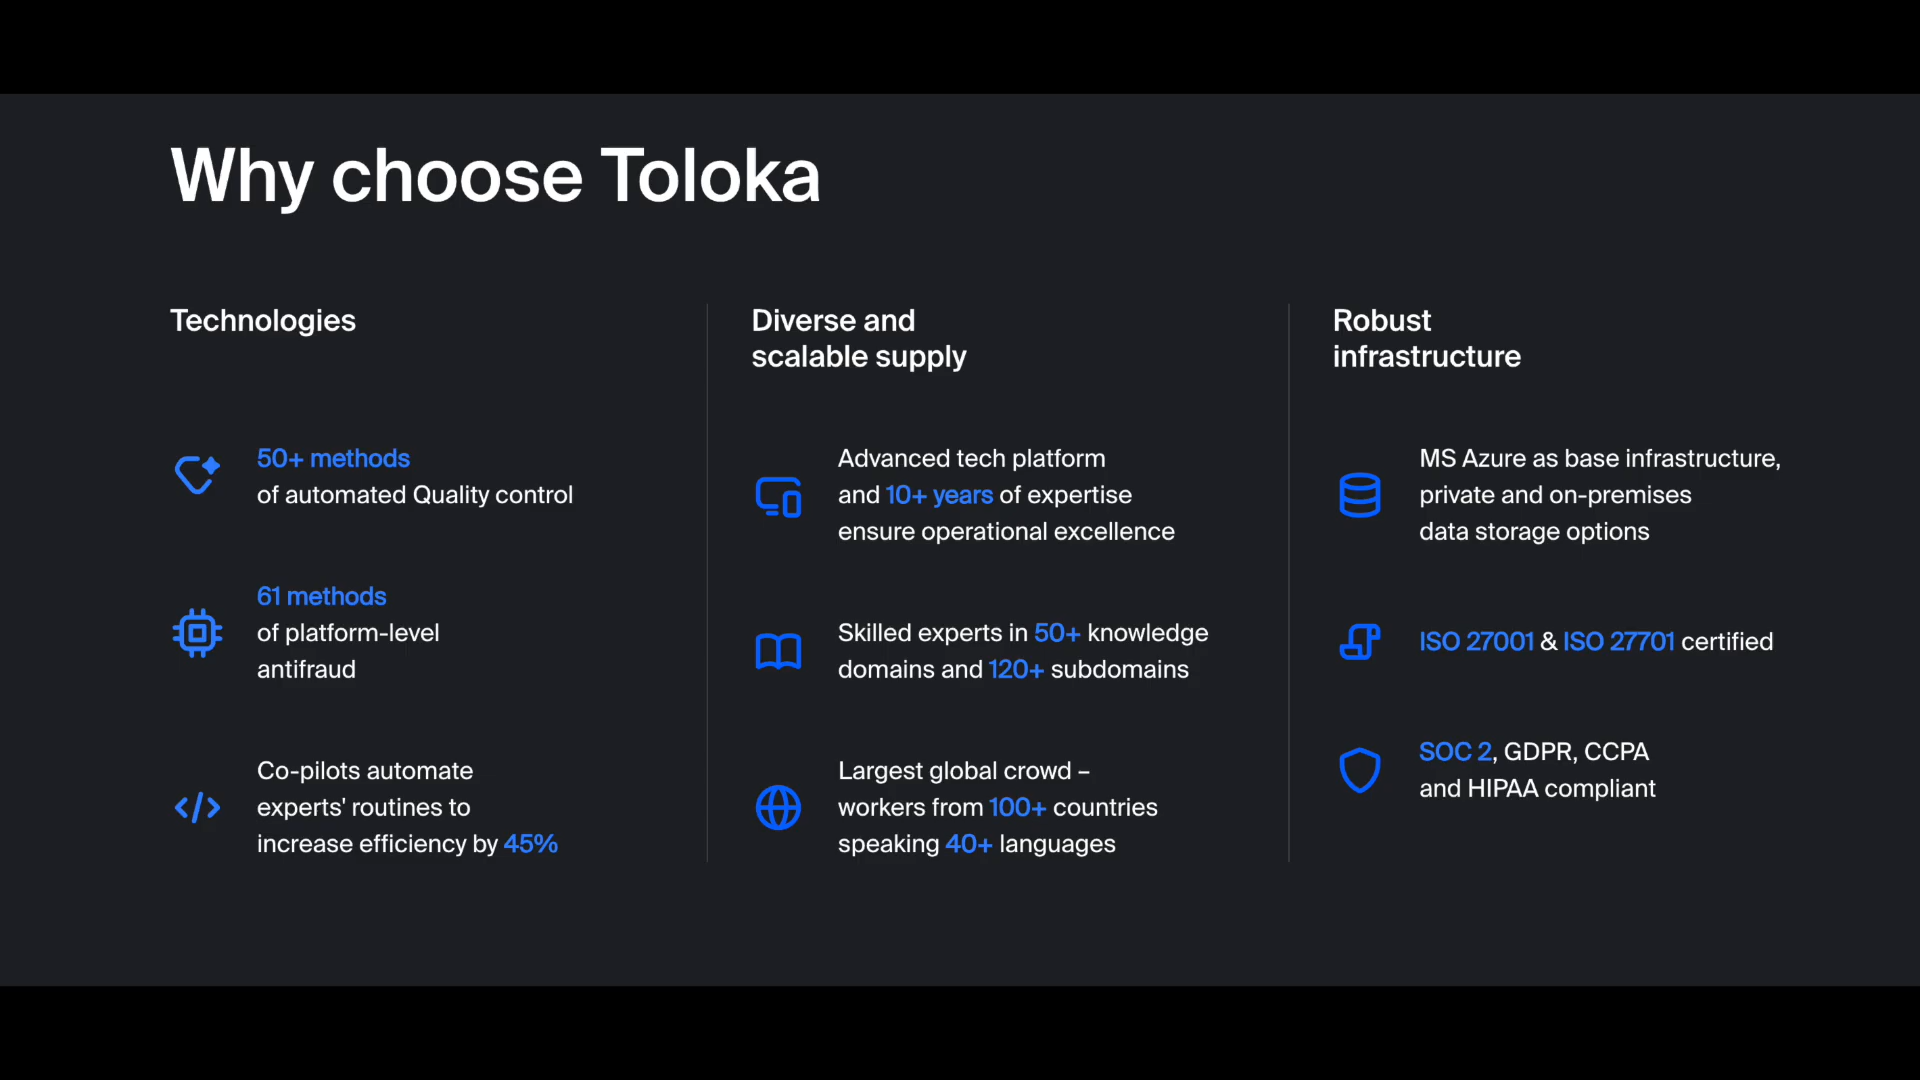 Why choose Toloka
Technologies
50+ methods
of automated Quality control
61 methods
of platform-level
antifraud
Co-pilots automate
experts' routines to
increase efficiency by 45%
Diverse and
scalable supply
Advanced tech platform
and 10+ years of expertise
ensure operational excellence
Skilled experts in 50+ knowledge
domains and 120+ subdomains
Largest global crowd –
workers from 100+ countries
speaking 40+ languages
Robust
infrastructure
MS Azure as base infrastructure,
private and on-premises
data storage options
ISO 27001 & ISO 27701 certified
SOC 2, GDPR, CCPA
and HIPAA compliant